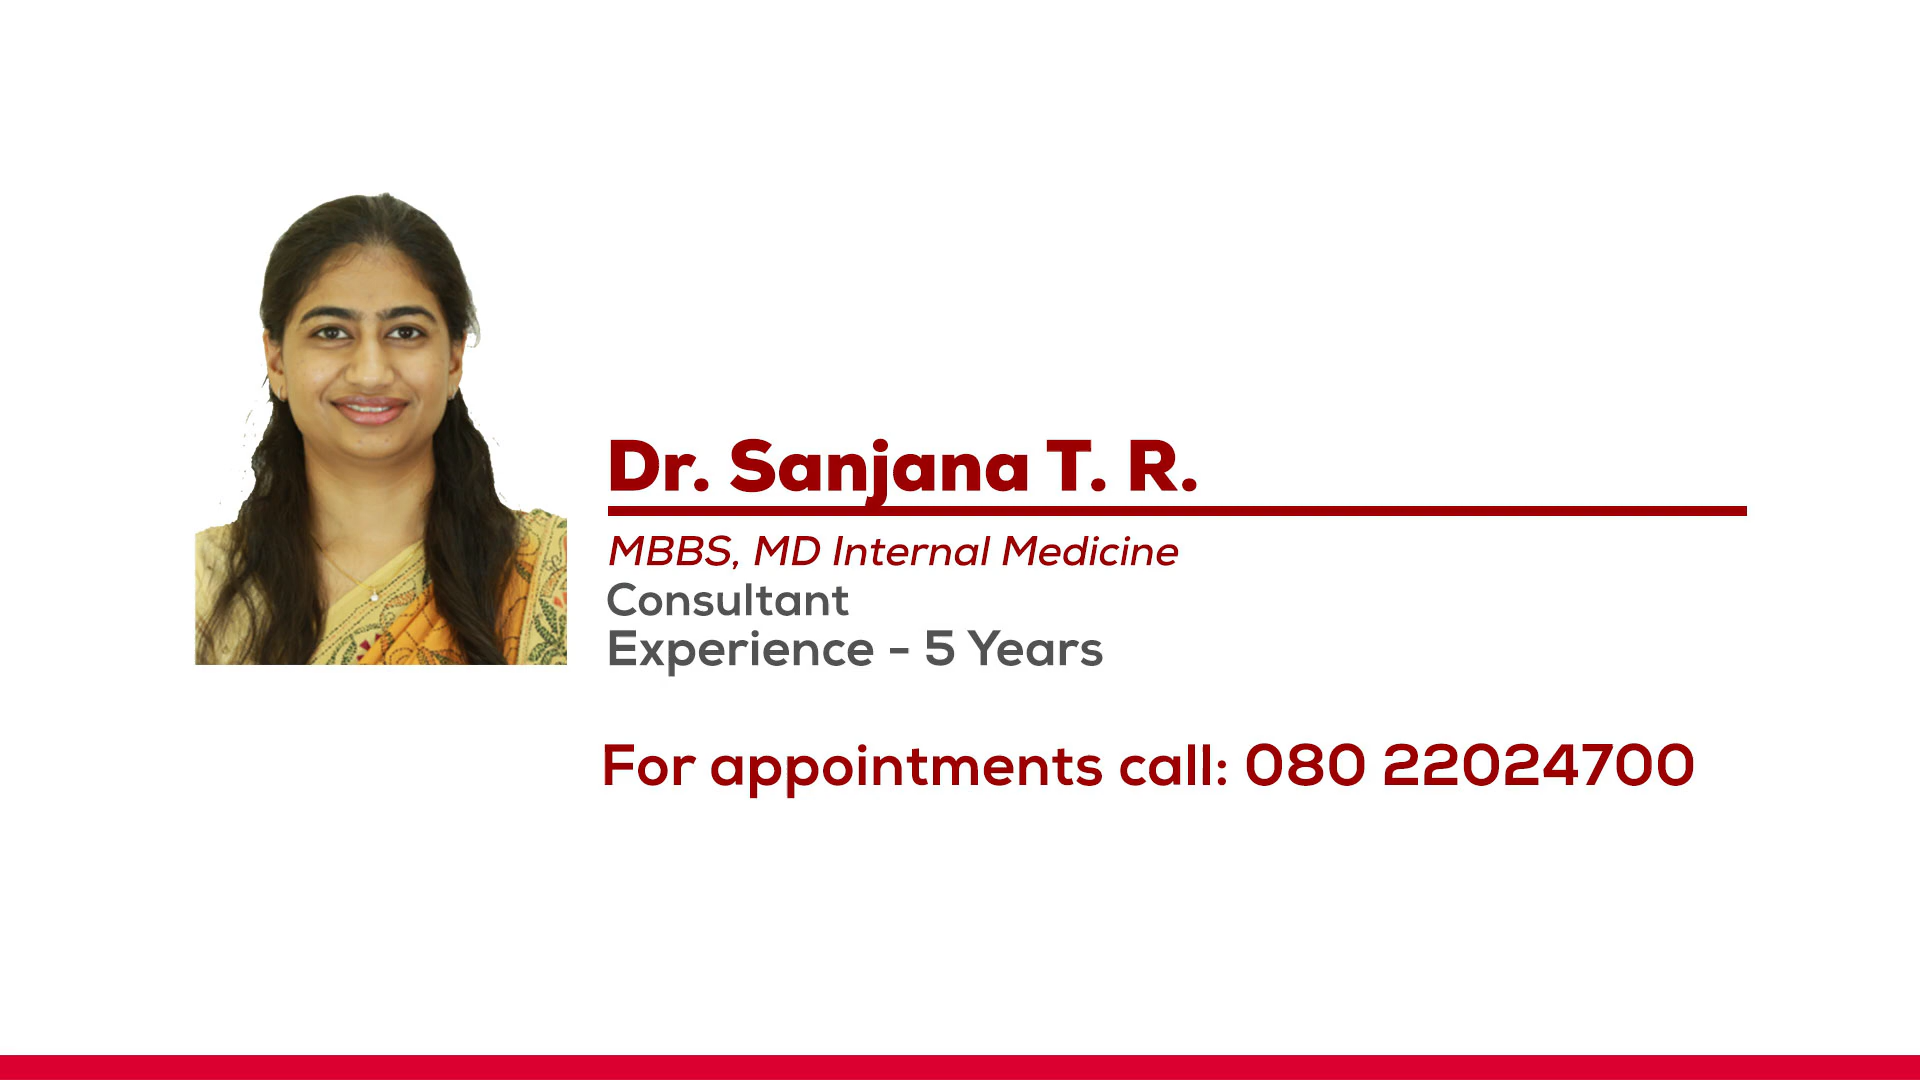 Dr. Sanjana T. R.
MBBS, MD Internal Medicine
Consultant
Experience - 5 Years
For appointments call: 080 22024700